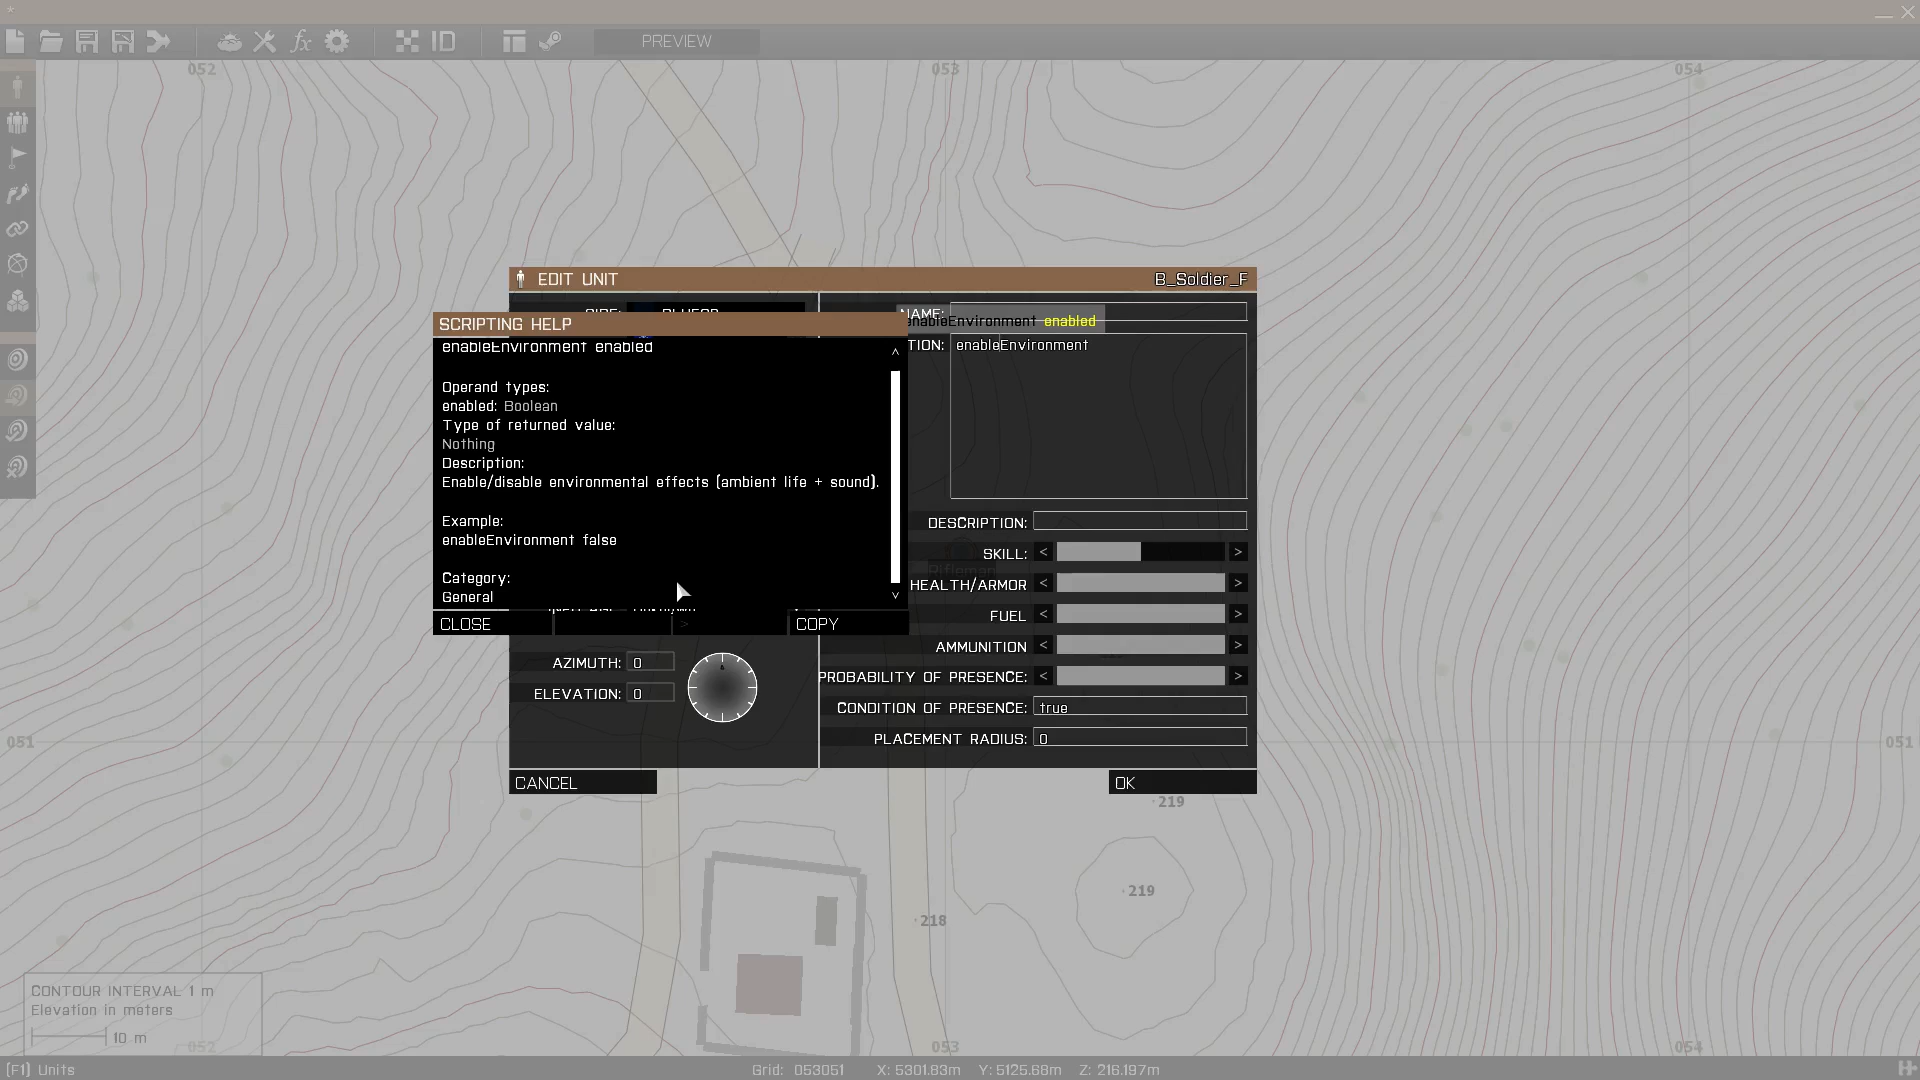 *
ID
PREVIEW
052
053
054
EDIT UNIT
B_Soldier_F
NAME:
SCRIPTING HELP
enableEnvironment enabled
enableEnvironment enabled
TION:
enableEnvironment
Operand types:
enabled: Boolean
Type of returned value:
Nothing
Description:
Enable/disable environmental effects (ambient life + sound).
Example:
enableEnvironment false
Category:
General
DESCRIPTION:
SKILL:
Rifleman
HEALTH/ARMOR
FUEL
AMMUNITION
PROBABILITY OF PRESENCE:
CONDITION OF PRESENCE:
true
PLACEMENT RADIUS:
0
CLOSE
>
COPY
AZIMUTH:
0
ELEVATION:
0
CANCEL
OK
051
051
219
219
218
CONTOUR INTERVAL 1 m
Elevation in meters
10 m
052
053
054
(F1) Units
Grid: 053051
X: 5301.83m
Y: 5125.68m
Z: 216.197m